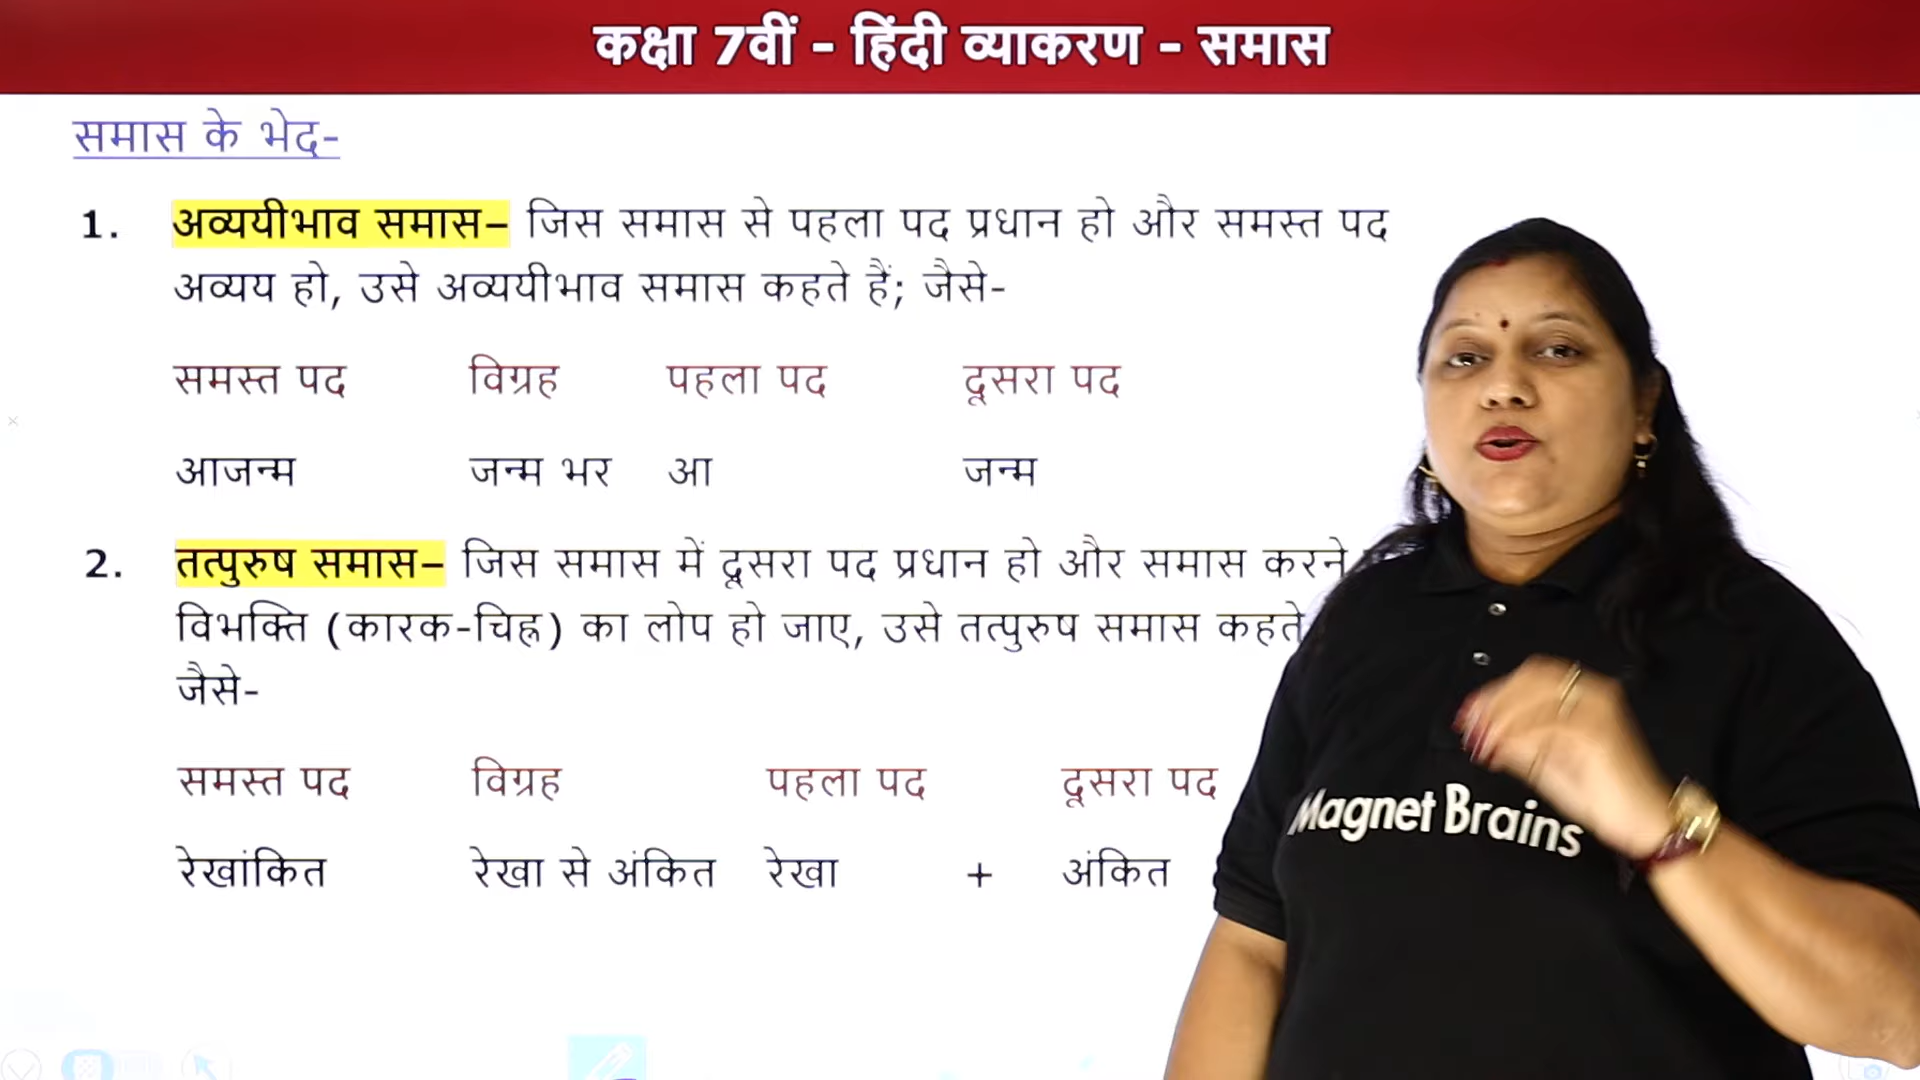 कक्षा 7वीं - हिंदी व्याकरण - समास
समास के भेद-
1. अव्ययीभाव समास– जिस समास से पहला पद प्रधान हो और समस्त पद
अव्यय हो, उसे अव्ययीभाव समास कहते हैं; जैसे-
समस्त पद विग्रह पहला पद दूसरा पद
आजन्म जन्म भर आ जन्म
2. तत्पुरुष समास– जिस समास में दूसरा पद प्रधान हो और समास करने
विभक्ति (कारक-चिह्न) का लोप हो जाए, उसे तत्पुरुष समास कहते
जैसे-
समस्त पद विग्रह पहला पद दूसरा पद
रेखांकित रेखा से अंकित रेखा + अंकित
Magnet Brains